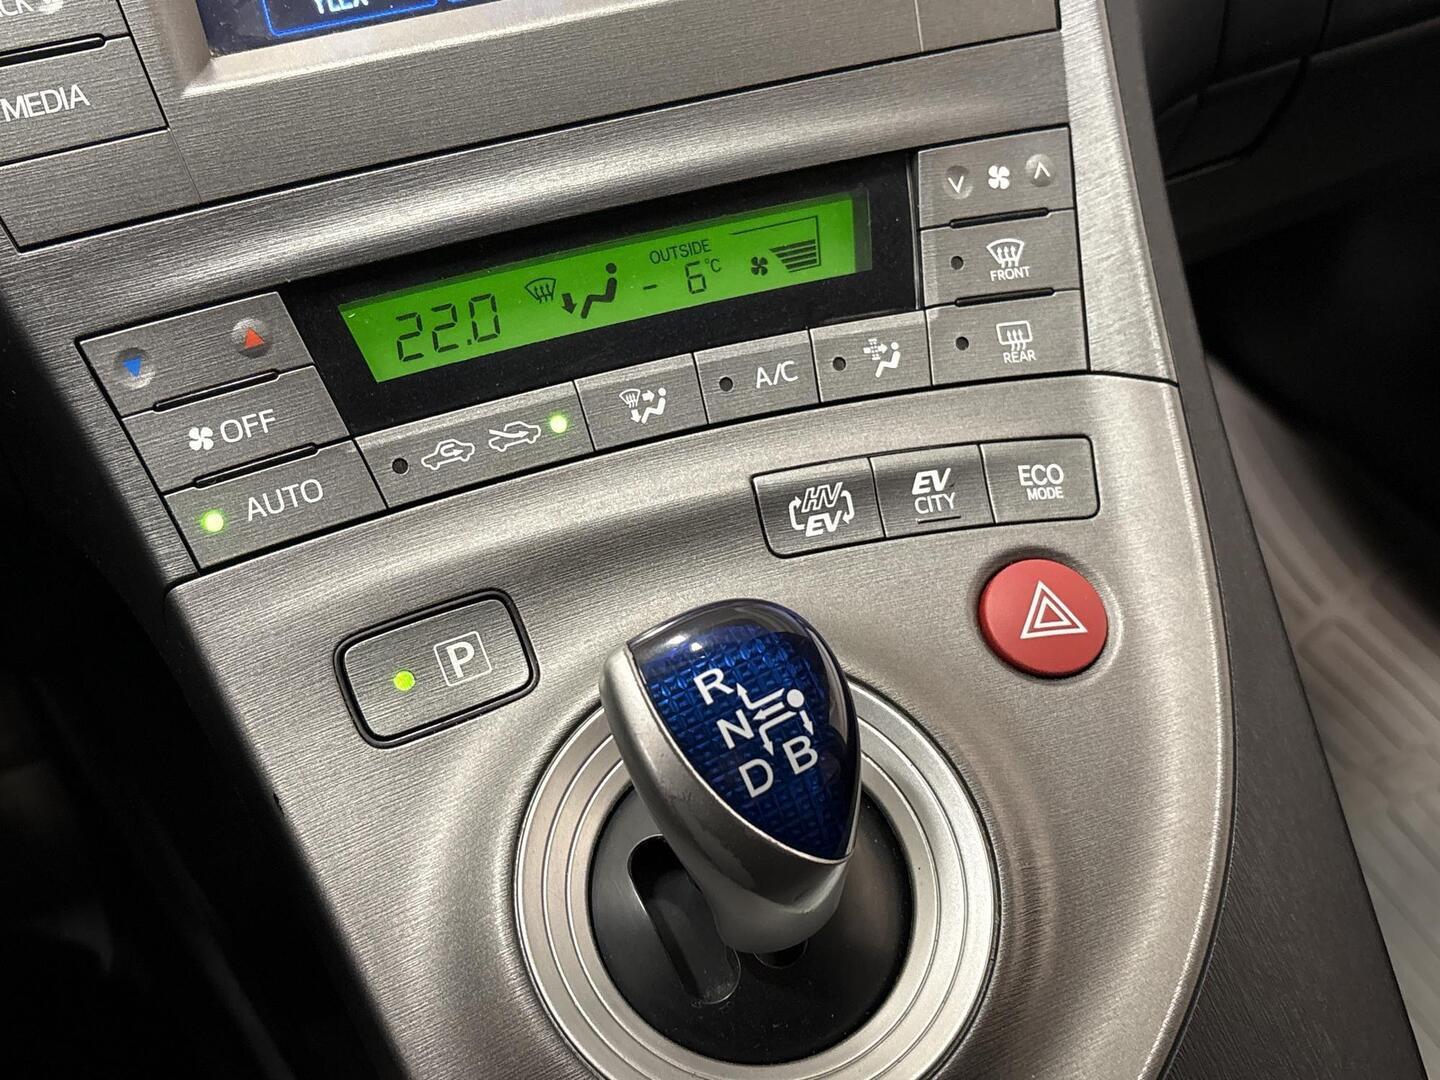 MEDIA
22.0
OUTSIDE
- 6°C
FRONT
REAR
A/C
OFF
AUTO
HV
EV
EV
CITY
ECO
MODE
P
R
N
D
B